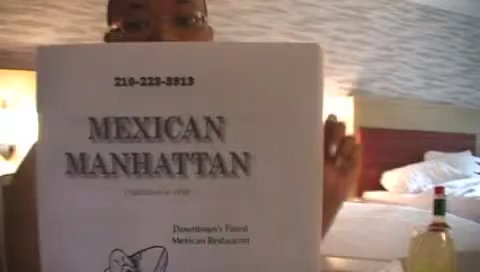 210-223-3913
MEXICAN
MANHATTAN
Downtown's Finest
Mexican Restaurant